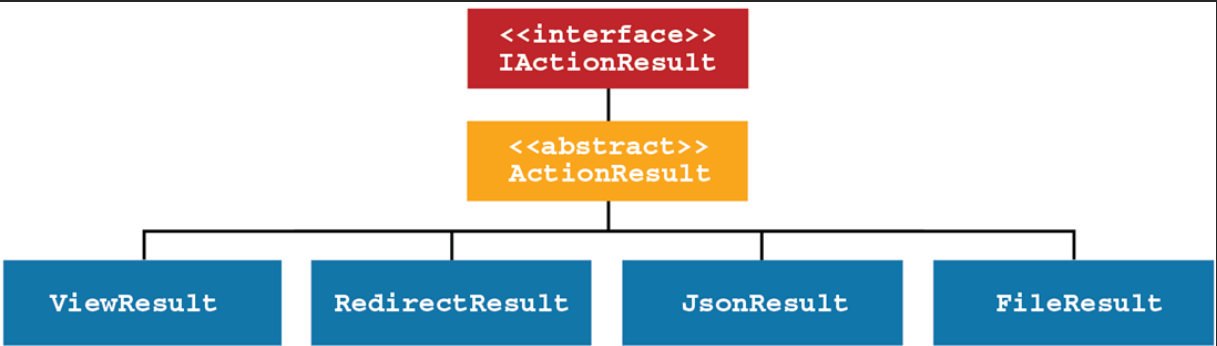 <<interface>>
IActionResult
<<abstract>>
ActionResult
ViewResult
RedirectResult
JsonResult
FileResult